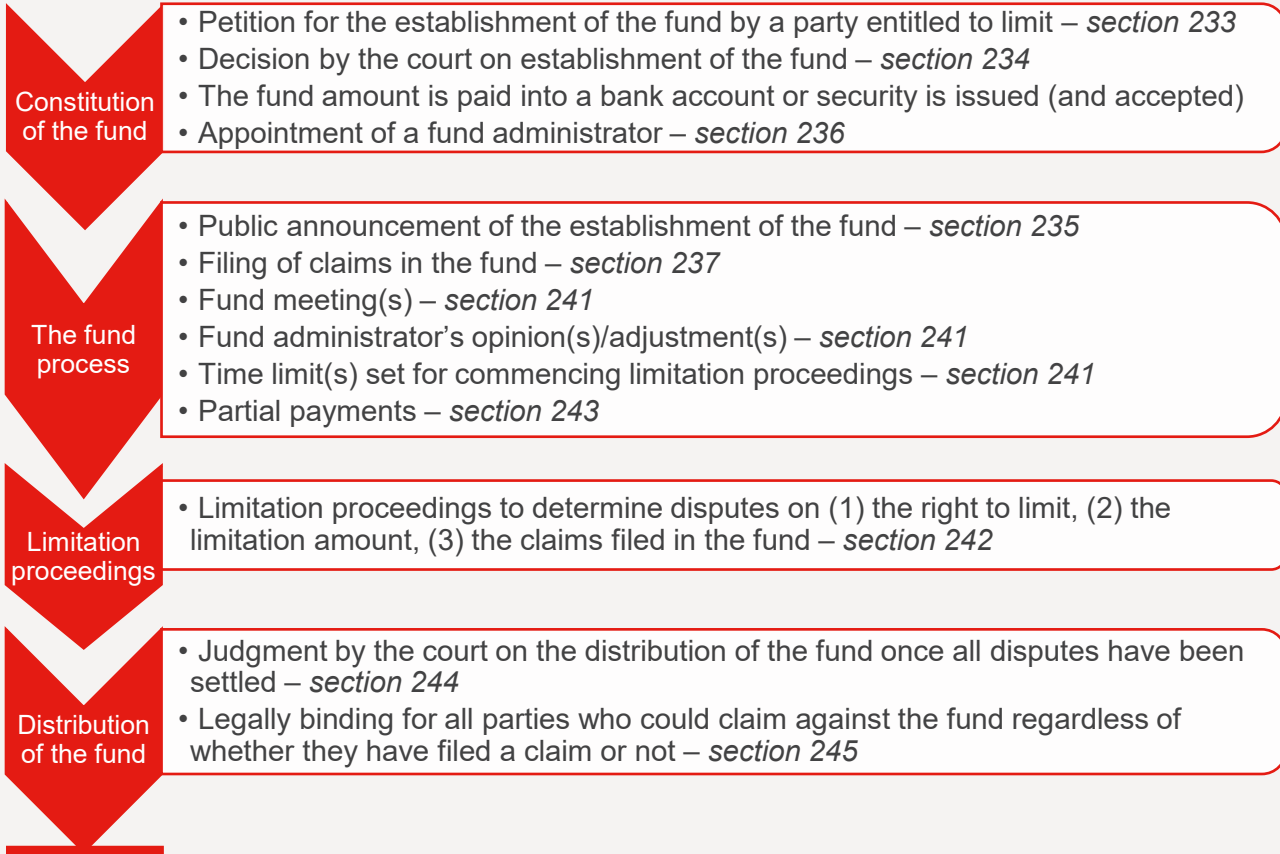 Constitution
of the fund
• Petition for the establishment of the fund by a party entitled to limit – section 233
• Decision by the court on establishment of the fund – section 234
• The fund amount is paid into a bank account or security is issued (and accepted)
• Appointment of a fund administrator – section 236
The fund
process
• Public announcement of the establishment of the fund – section 235
• Filing of claims in the fund – section 237
• Fund meeting(s) – section 241
• Fund administrator’s opinion(s)/adjustment(s) – section 241
• Time limit(s) set for commencing limitation proceedings – section 241
• Partial payments – section 243
Limitation
proceedings
• Limitation proceedings to determine disputes on (1) the right to limit, (2) the
limitation amount, (3) the claims filed in the fund – section 242
Distribution
of the fund
• Judgment by the court on the distribution of the fund once all disputes have been
settled – section 244
• Legally binding for all parties who could claim against the fund regardless of
whether they have filed a claim or not – section 245